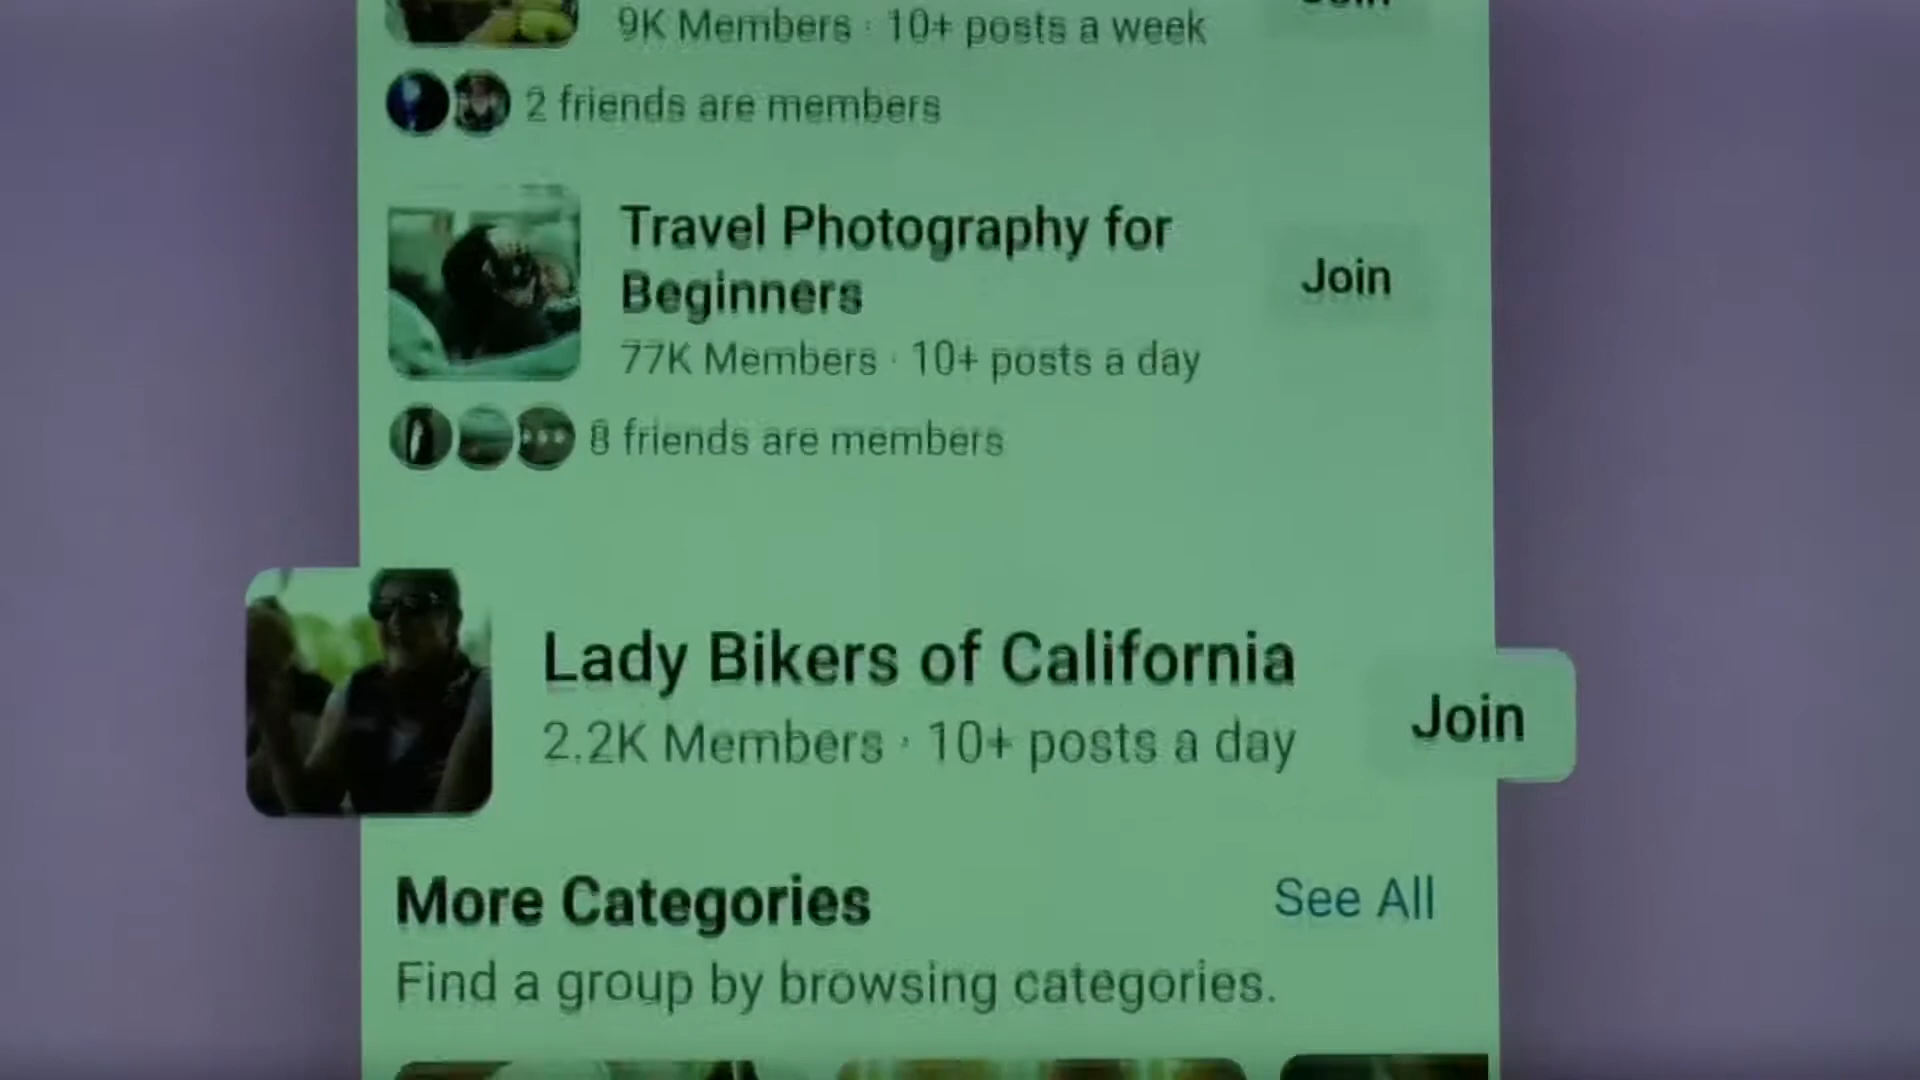 Join
9K Members · 10+ posts a week
2 friends are members
Travel Photography for
Beginners
Join
77K Members · 10+ posts a day
8 friends are members
Lady Bikers of California
Join
2.2K Members · 10+ posts a day
More Categories
See All
Find a group by browsing categories.